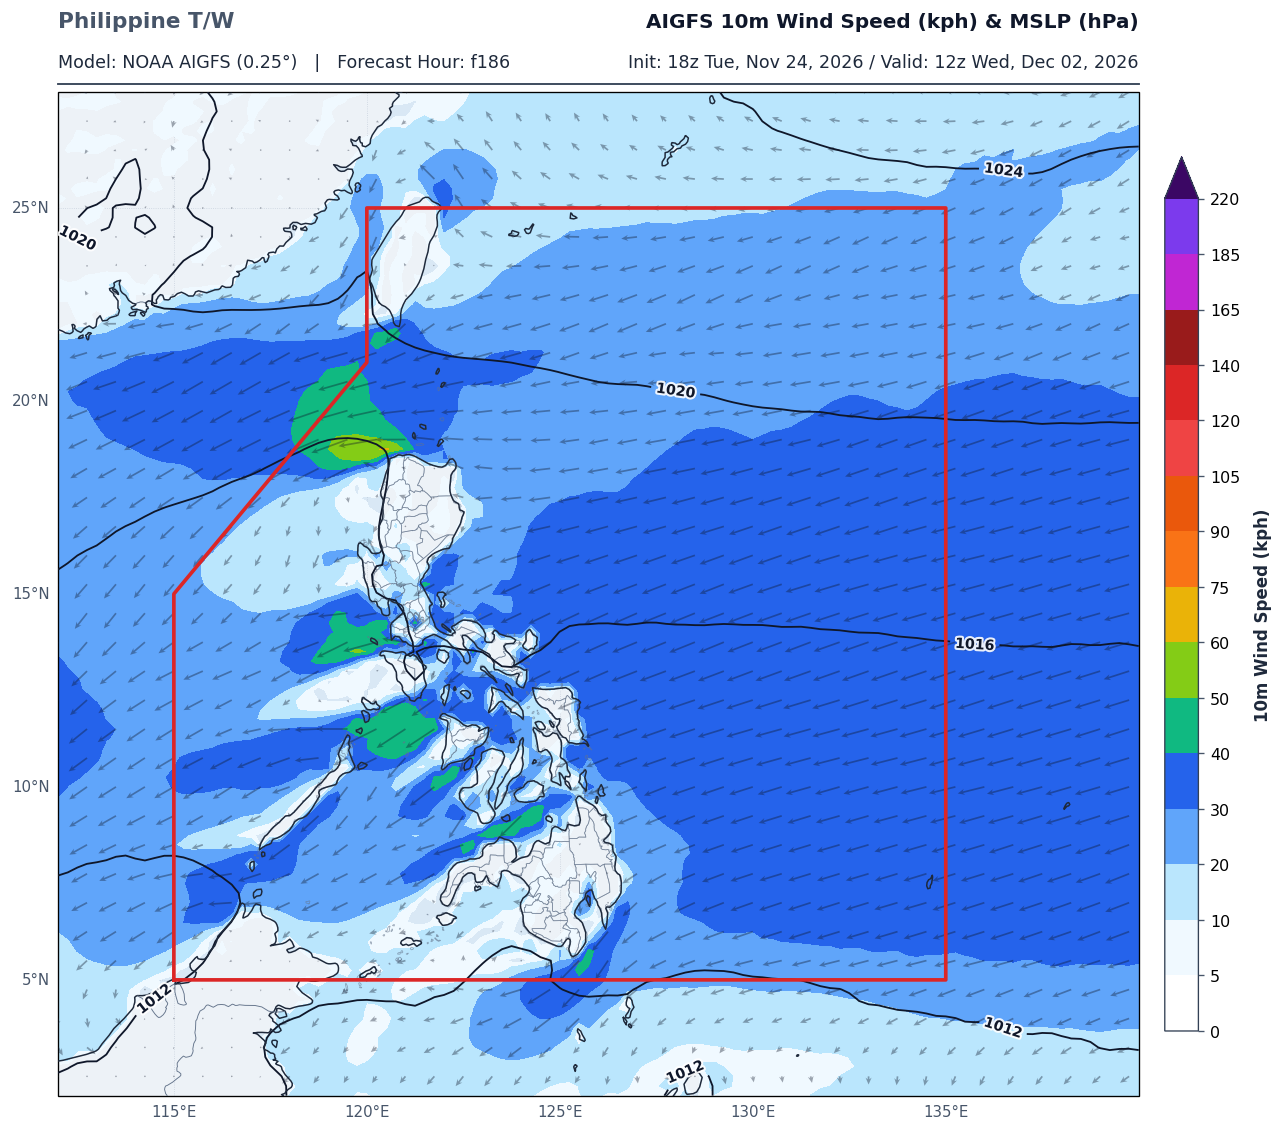 Philippine T/W
AIGFS 10m Wind Speed (kph) & MSLP (hPa)
Model: NOAA AIGFS (0.25°) | Forecast Hour: f186
Init: 18z Tue, Nov 24, 2026 / Valid: 12z Wed, Dec 02, 2026
1024
1020
1020
1016
1012
1012
1012
25°N
20°N
15°N
10°N
5°N
115°E
120°E
125°E
130°E
135°E
220
185
165
140
120
105
90
75
60
50
40
30
20
10
5
0
10m Wind Speed (kph)